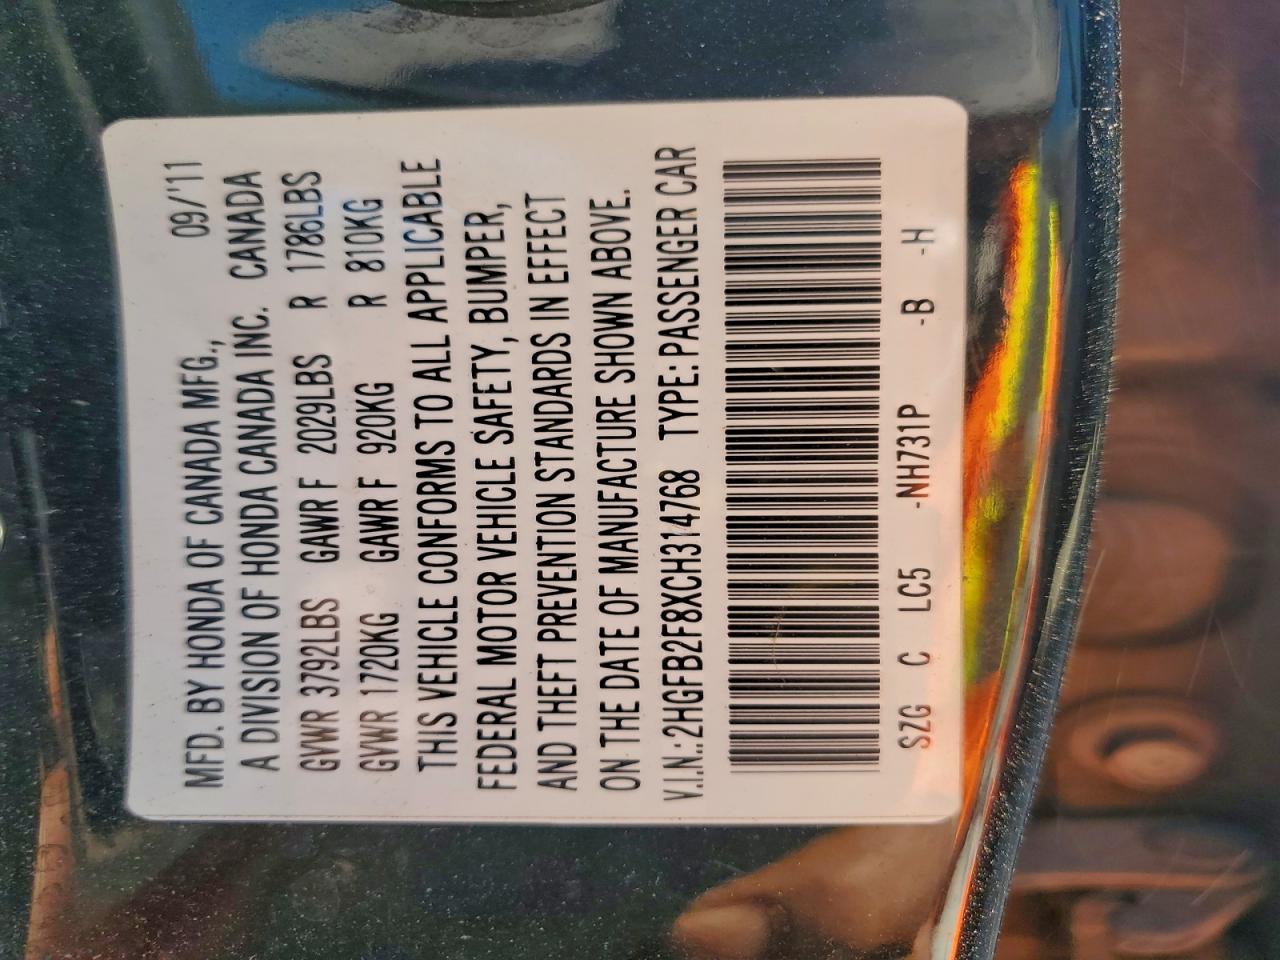 MFD. BY HONDA OF CANADA MFG., 09/'11
A DIVISION OF HONDA CANADA INC. CANADA
GVWR 3792LBS GAWR F 2029LBS R 1786LBS
GVWR 1720KG GAWR F 920KG R 810KG
THIS VEHICLE CONFORMS TO ALL APPLICABLE
FEDERAL MOTOR VEHICLE SAFETY, BUMPER,
AND THEFT PREVENTION STANDARDS IN EFFECT
ON THE DATE OF MANUFACTURE SHOWN ABOVE.
V.I.N.:2HGFB2F8XCH314768 TYPE:PASSENGER CAR
SZG C LC5 -NH731P -B -H